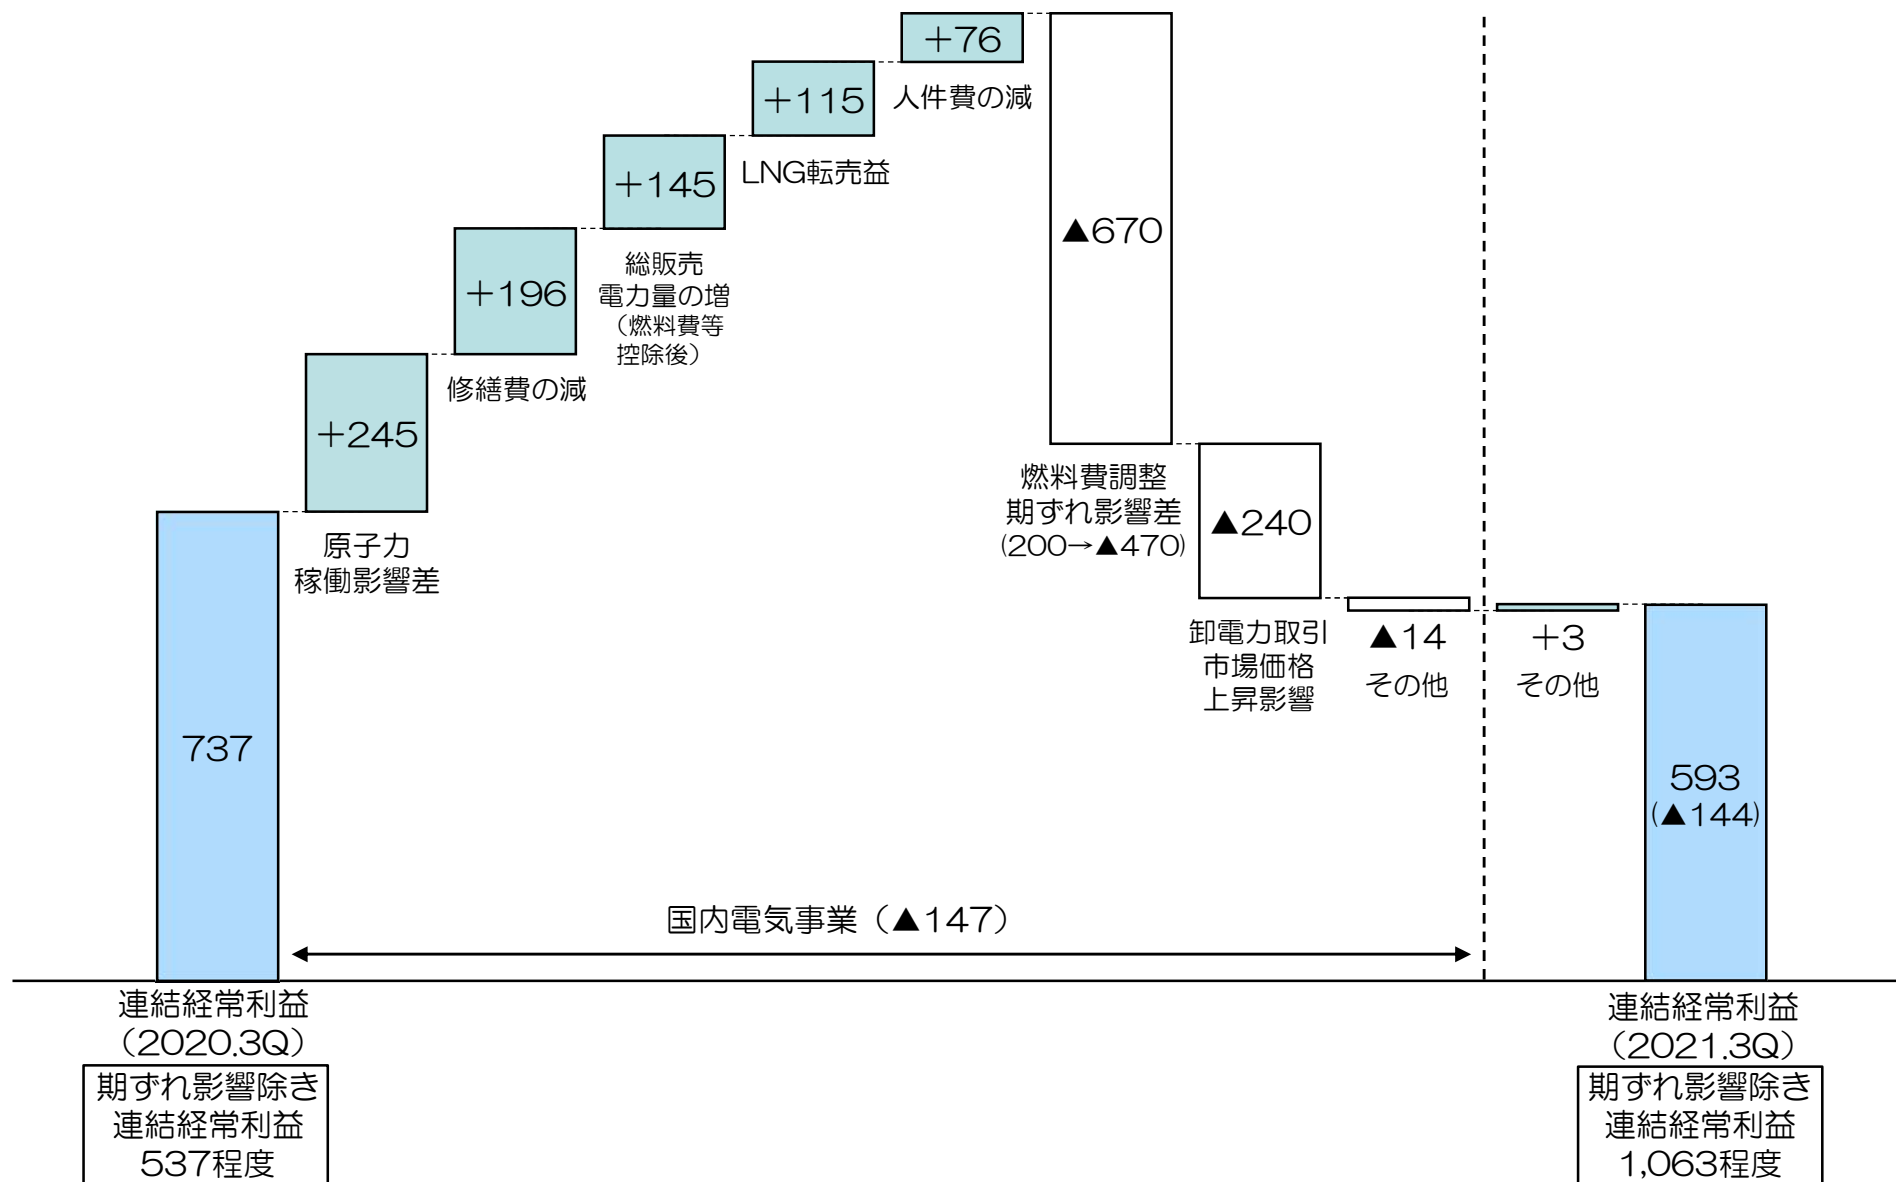 +76
人件費の減
+115
LNG転売益
+145
総販売
電力量の増
（燃料費等
控除後）
+196
修繕費の減
+245
原子力
稼働影響差
▲670
燃料費調整
期ずれ影響差
(200→▲470)
▲240
卸電力取引
市場価格
上昇影響
▲14
その他
+3
その他
737
593
(▲144)
国内電気事業（▲147）
連結経常利益
（2020.3Q）
期ずれ影響除き
連結経常利益
537程度
連結経常利益
（2021.3Q）
期ずれ影響除き
連結経常利益
1,063程度